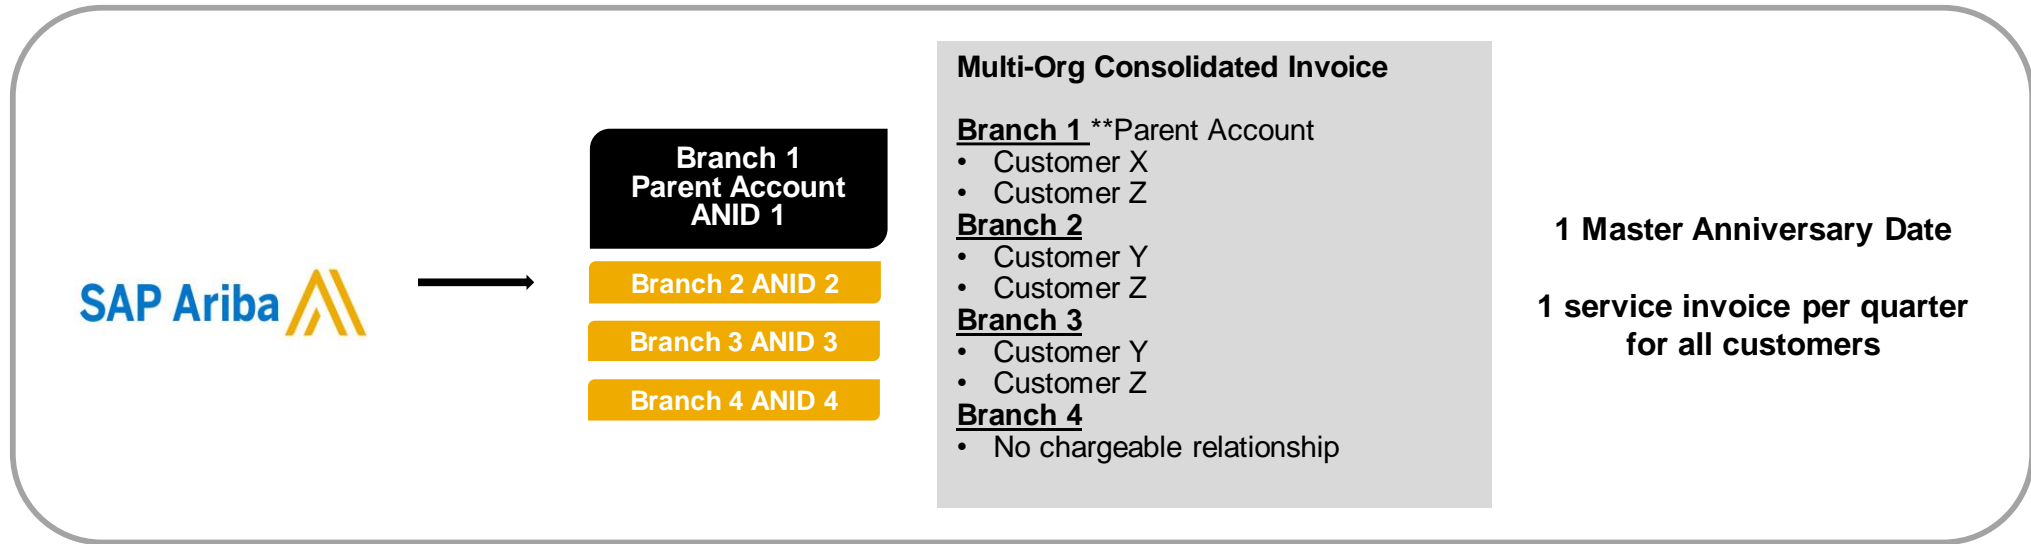 SAP Ariba
Branch 1
Parent Account
ANID 1
Branch 2 ANID 2
Branch 3 ANID 3
Branch 4 ANID 4
Multi-Org Consolidated Invoice
Branch 1 **Parent Account
• Customer X
• Customer Z
Branch 2
• Customer Y
• Customer Z
Branch 3
• Customer Y
• Customer Z
Branch 4
• No chargeable relationship
1 Master Anniversary Date
1 service invoice per quarter
for all customers